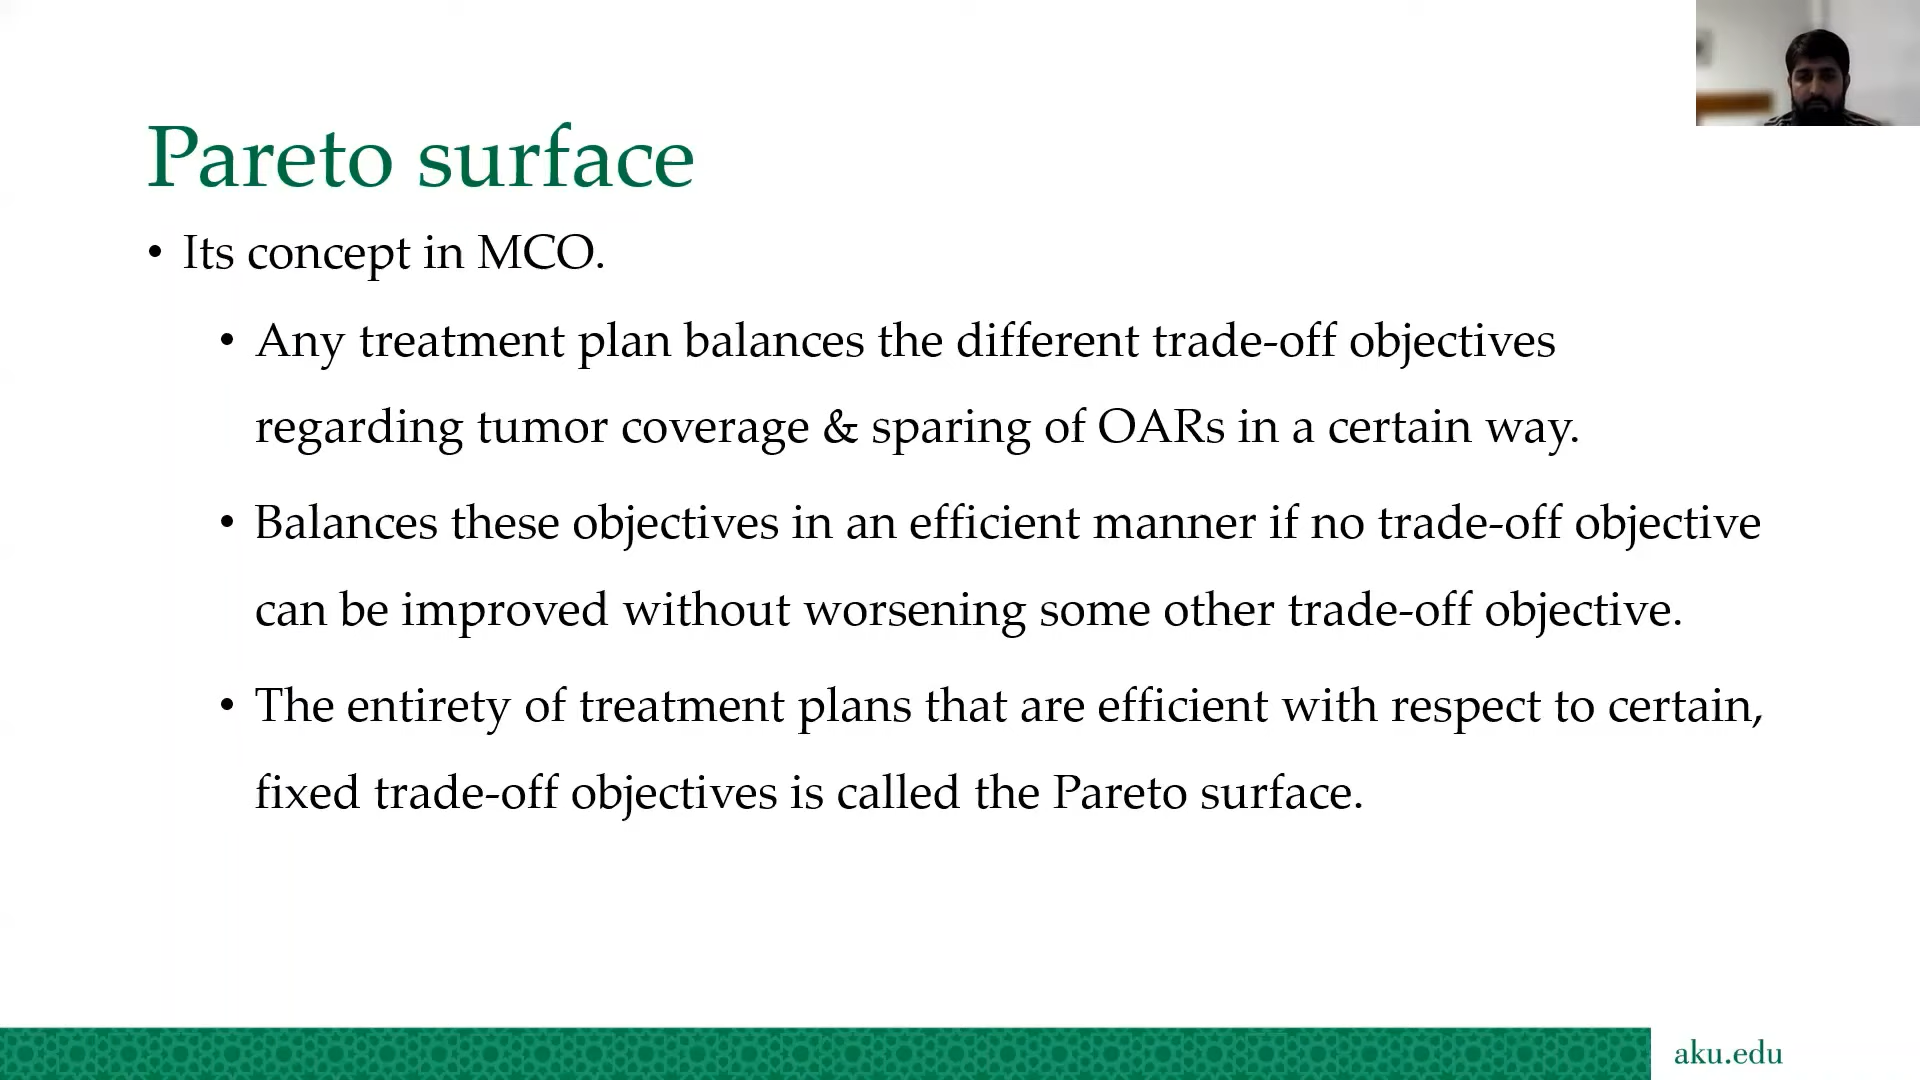 Pareto surface
• Its concept in MCO.
• Any treatment plan balances the different trade-off objectives
regarding tumor coverage & sparing of OARs in a certain way.
• Balances these objectives in an efficient manner if no trade-off objective
can be improved without worsening some other trade-off objective.
• The entirety of treatment plans that are efficient with respect to certain,
fixed trade-off objectives is called the Pareto surface.
aku.edu